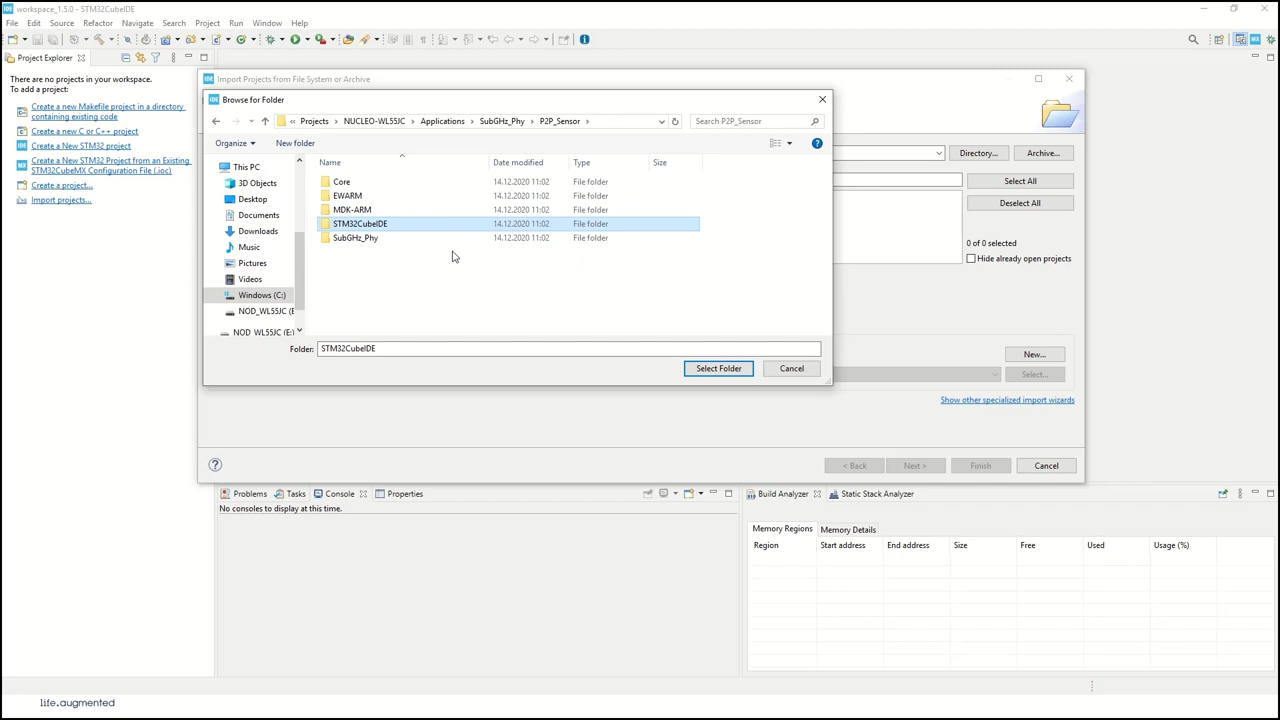 workspace_1.5.0 - STM32CubeIDE
File Edit Source Refactor Navigate Search Project Run Window Help
Project Explorer
There are no projects in your workspace.
To add a project:
Create a new Makefile project in a directory
containing existing code
Create a new C or C++ project
Create a New STM32 project
Create a New STM32 Project from an Existing
STM32CubeMX Configuration File (.ioc)
Create a project...
Import projects...
IDE Import Projects from File System or Archive
Directory... Archive...
Select All
Deselect All
0 of 0 selected
Hide already open projects
New...
Select...
Show other specialized import wizards
< Back Next > Finish Cancel
IDE Browse for Folder
« Projects > NUCLEO-WL55JC > Applications > SubGHz_Phy > P2P_Sensor >
Search P2P_Sensor
Organize New folder
This PC
3D Objects
Desktop
Documents
Downloads
Music
Pictures
Videos
Windows (C:)
NOD_WL55JC (E
NOD_WL55JC (E:)
Name Date modified Type Size
Core 14.12.2020 11:02 File folder
EWARM 14.12.2020 11:02 File folder
MDK-ARM 14.12.2020 11:02 File folder
STM32CubeIDE 14.12.2020 11:02 File folder
SubGHz_Phy 14.12.2020 11:02 File folder
Folder: STM32CubeIDE
Select Folder Cancel
Problems Tasks Console Properties
No consoles to display at this time.
Build Analyzer Static Stack Analyzer
Memory Regions Memory Details
Region Start address End address Size Free Used Usage (%)
life.augmented